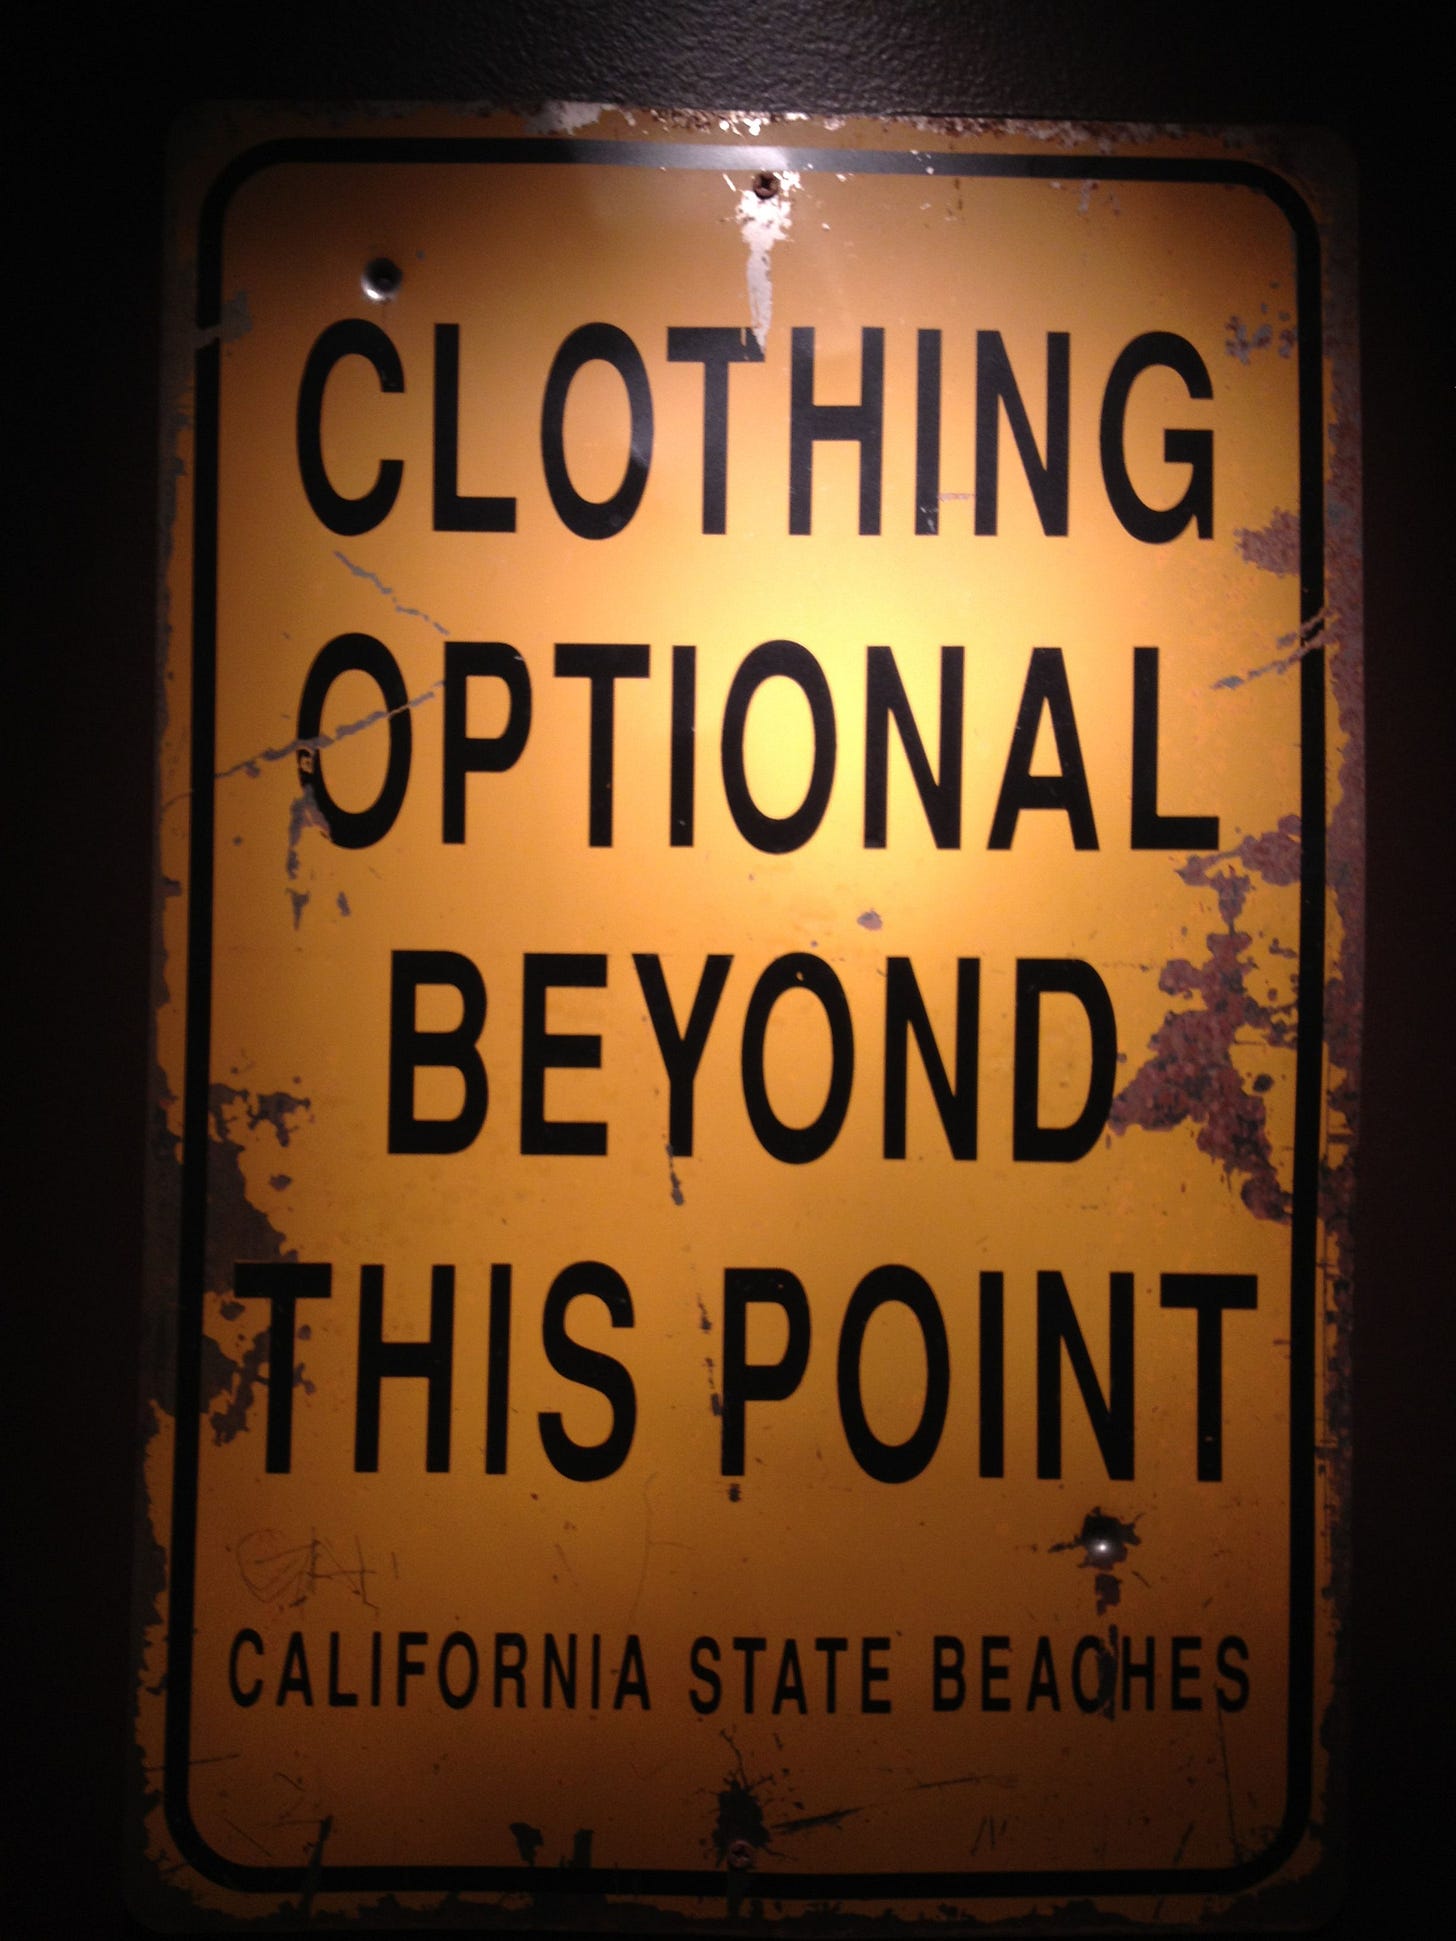 CLOTHING
OPTIONAL
BEYOND
THIS POINT
CALIFORNIA STATE BEACHES